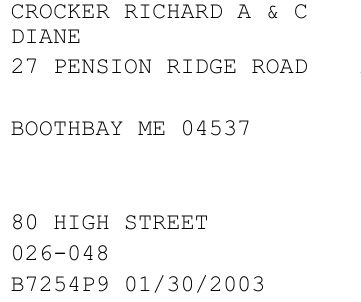 CROCKER RICHARD A & C
DIANE
27 PENSION RIDGE ROAD
BOOTHBAY ME 04537
80 HIGH STREET
026-048
B7254P9 01/30/2003